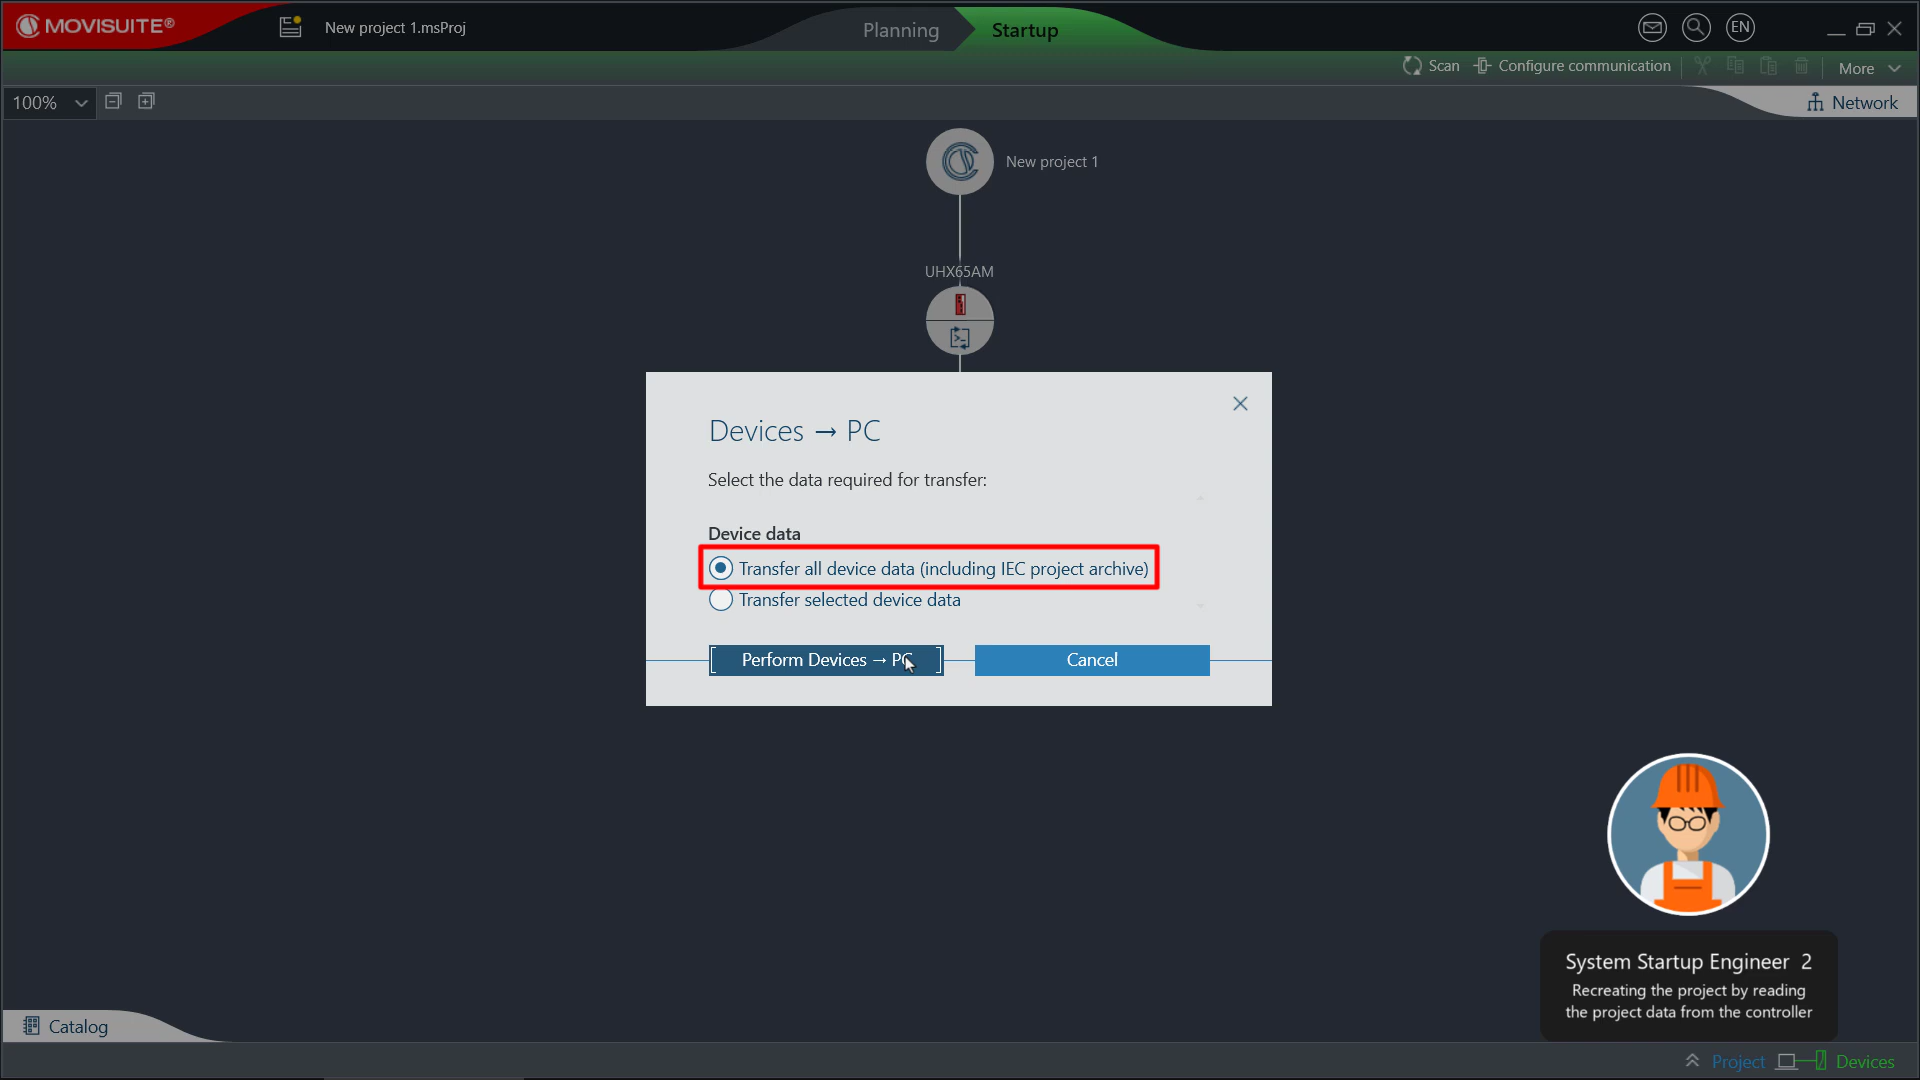 MOVISUITE®
New project 1.msProj
Planning
Startup
EN
Scan
Configure communication
More
100%
Network
New project 1
UHX65AM
Devices → PC
Select the data required for transfer:
Device data
Transfer all device data (including IEC project archive)
Transfer selected device data
Perform Devices → PC
Cancel
System Startup Engineer 2
Recreating the project by reading
the project data from the controller
Catalog
Project
Devices